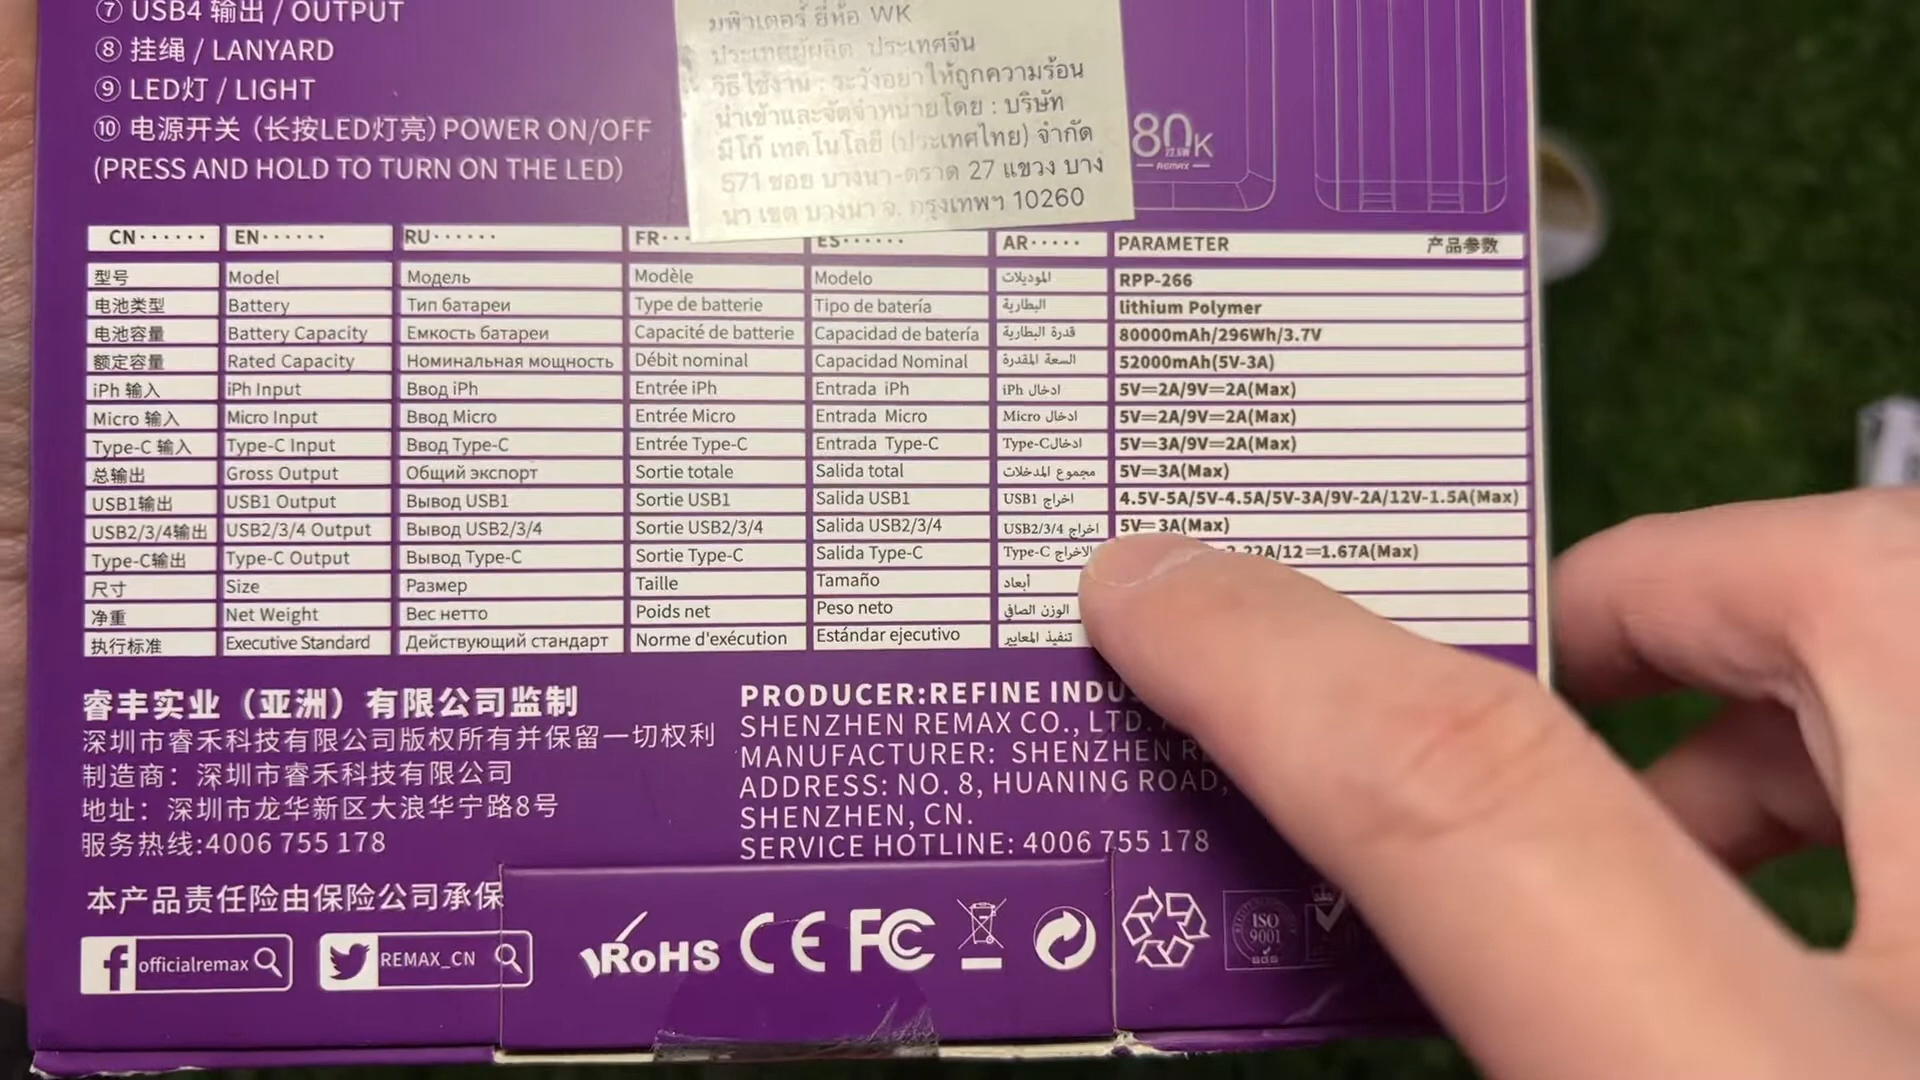 ⑦ USB4 输出 / OUTPUT
⑧ 挂绳 / LANYARD
⑨ LED灯 / LIGHT
⑩ 电源开关（长按LED灯亮）POWER ON/OFF
(PRESS AND HOLD TO TURN ON THE LED)
มพิวเตอร์ ยี่ห้อ WK
ประเทศผู้ผลิต ประเทศจีน
วิธีใช้งาน : ระวังอย่าให้ถูกความร้อน
นำเข้าและจัดจำหน่ายโดย : บริษัท
มีโก้ เทคโนโลยี (ประเทศไทย) จำกัด
571 ซอย บางนา-ตราด 27 แขวง บาง
นา เขต บางนา จ. กรุงเทพฯ 10260
80K
22.5W
REMAX
CN······ EN······ RU······ FR··· ES······ AR····· PARAMETER 产品参数
型号 Model Модель Modèle Modelo الموديلات RPP-266
电池类型 Battery Тип батареи Type de batterie Tipo de batería البطارية lithium Polymer
电池容量 Battery Capacity Емкость батареи Capacité de batterie Capacidad de batería قدرة البطارية 80000mAh/296Wh/3.7V
额定容量 Rated Capacity Номинальная мощность Débit nominal Capacidad Nominal السعة المقدرة 52000mAh(5V-3A)
iPh 输入 iPh Input Ввод iPh Entrée iPh Entrada iPh ادخال iPh 5V⎓2A/9V⎓2A(Max)
Micro 输入 Micro Input Ввод Micro Entrée Micro Entrada Micro ادخال Micro 5V⎓2A/9V⎓2A(Max)
Type-C 输入 Type-C Input Ввод Type-C Entrée Type-C Entrada Type-C ادخالType-C 5V⎓3A/9V⎓2A(Max)
总输出 Gross Output Общий экспорт Sortie totale Salida total مجموع المدخلات 5V⎓3A(Max)
USB1输出 USB1 Output Вывод USB1 Sortie USB1 Salida USB1 اخراج USB1 4.5V-5A/5V-4.5A/5V-3A/9V-2A/12V-1.5A(Max)
USB2/3/4输出 USB2/3/4 Output Вывод USB2/3/4 Sortie USB2/3/4 Salida USB2/3/4 اخراج USB2/3/4 5V⎓3A(Max)
Type-C输出 Type-C Output Вывод Type-C Sortie Type-C Salida Type-C الاخراج Type-C 2.22A/12⎓1.67A(Max)
尺寸 Size Размер Taille Tamaño أبعاد
净重 Net Weight Вес нетто Poids net Peso neto الوزن الصافي
执行标准 Executive Standard Действующий стандарт Norme d'exécution Estándar ejecutivo تنفيذ المعايير
睿丰实业（亚洲）有限公司监制
深圳市睿禾科技有限公司版权所有并保留一切权利
制造商：深圳市睿禾科技有限公司
地址：深圳市龙华新区大浪华宁路8号
服务热线:4006 755 178
本产品责任险由保险公司承保
PRODUCER:REFINE INDU
SHENZHEN REMAX CO., LTD.
MANUFACTURER: SHENZHEN R
ADDRESS: NO. 8, HUANING ROAD,
SHENZHEN, CN.
SERVICE HOTLINE: 4006 755 178
officialremax REMAX_CN
RoHS CE FC ISO 9001